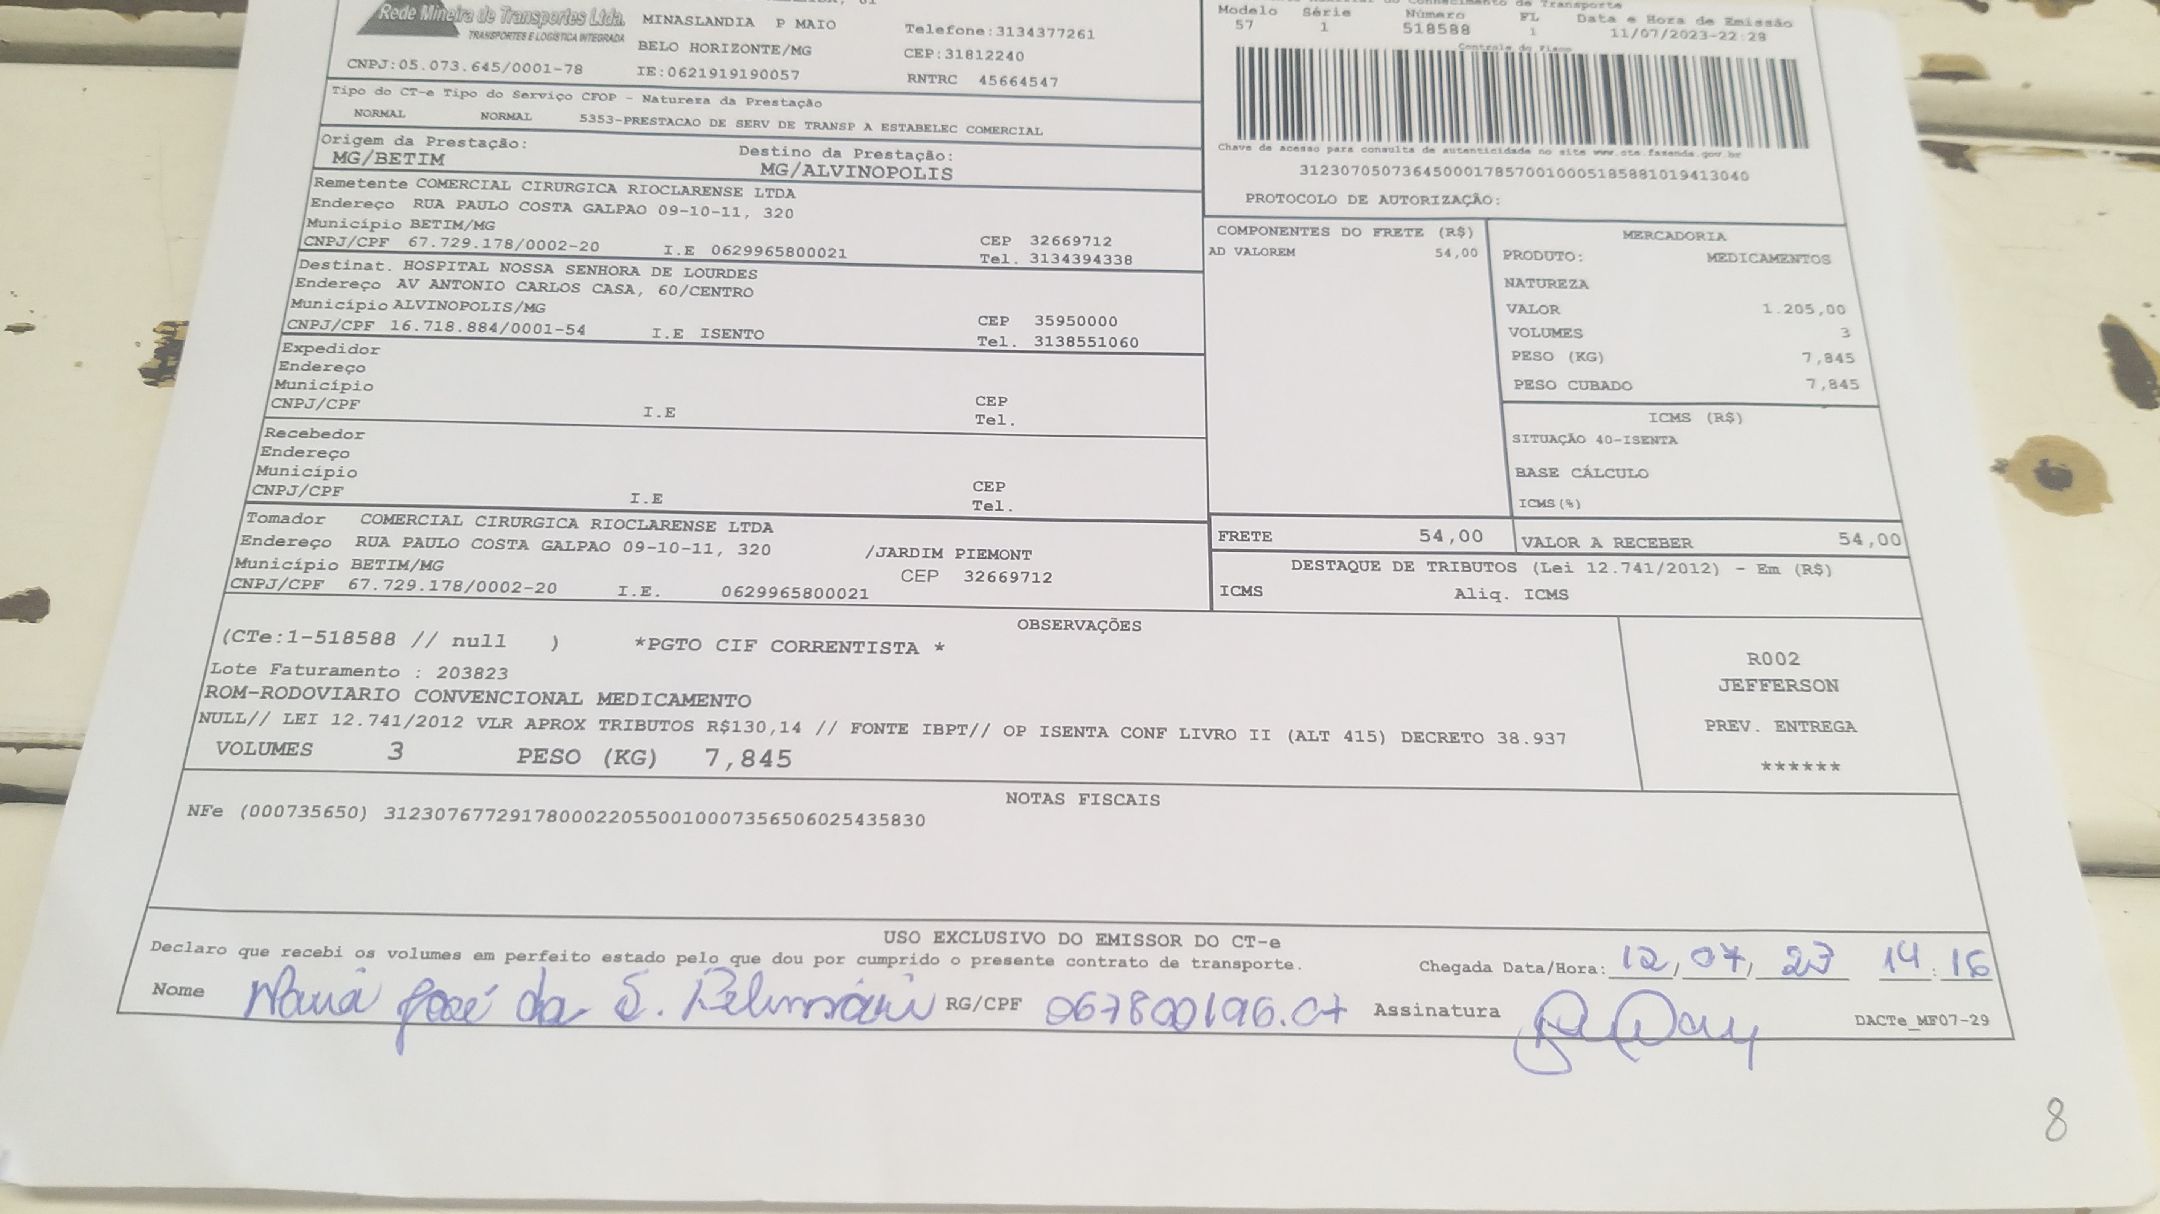 Rede Mineira de Transportes Ltda.
TRANSPORTES E LOGÍSTICA INTEGRADA
MINASLANDIA P MAIO
BELO HORIZONTE/MG
CNPJ:05.073.645/0001-78 IE:0621919190057
Telefone:3134377261
CEP:31812240
RNTRC 45664547
Modelo Série Número FL Data e Hora de Emissão
57 1 518588 1 11/07/2023-22:28
Controle do Fisco
Chave de acesso para consulta de autenticidade no site www.cte.fazenda.gov.br
31230705073645000178570010005185881019413040
PROTOCOLO DE AUTORIZAÇÃO:
Tipo do CT-e Tipo do Serviço CFOP - Natureza da Prestação
NORMAL NORMAL 5353-PRESTACAO DE SERV DE TRANSP A ESTABELEC COMERCIAL
Origem da Prestação: Destino da Prestação:
MG/BETIM MG/ALVINOPOLIS
Remetente COMERCIAL CIRURGICA RIOCLARENSE LTDA
Endereço RUA PAULO COSTA GALPAO 09-10-11, 320
Município BETIM/MG CEP 32669712
CNPJ/CPF 67.729.178/0002-20 I.E 0629965800021 Tel. 3134394338
Destinat. HOSPITAL NOSSA SENHORA DE LOURDES
Endereço AV ANTONIO CARLOS CASA, 60/CENTRO
Município ALVINOPOLIS/MG CEP 35950000
CNPJ/CPF 16.718.884/0001-54 I.E ISENTO Tel. 3138551060
Expedidor
Endereço
Município CEP
CNPJ/CPF I.E Tel.
Recebedor
Endereço
Município CEP
CNPJ/CPF I.E Tel.
Tomador COMERCIAL CIRURGICA RIOCLARENSE LTDA
Endereço RUA PAULO COSTA GALPAO 09-10-11, 320 /JARDIM PIEMONT
Município BETIM/MG CEP 32669712
CNPJ/CPF 67.729.178/0002-20 I.E. 0629965800021
COMPONENTES DO FRETE (R$)
AD VALOREM 54,00
MERCADORIA
PRODUTO: MEDICAMENTOS
NATUREZA
VALOR 1.205,00
VOLUMES 3
PESO (KG) 7,845
PESO CUBADO 7,845
ICMS (R$)
SITUAÇÃO 40-ISENTA
BASE CÁLCULO
ICMS(%)
FRETE 54,00 VALOR A RECEBER 54,00
DESTAQUE DE TRIBUTOS (Lei 12.741/2012) - Em (R$)
ICMS Aliq. ICMS
OBSERVAÇÕES
(CTe:1-518588 // null ) *PGTO CIF CORRENTISTA *
Lote Faturamento : 203823
ROM-RODOVIARIO CONVENCIONAL MEDICAMENTO
NULL// LEI 12.741/2012 VLR APROX TRIBUTOS R$130,14 // FONTE IBPT// OP ISENTA CONF LIVRO II (ALT 415) DECRETO 38.937
VOLUMES 3 PESO (KG) 7,845
R002
JEFFERSON
PREV. ENTREGA
******
NOTAS FISCAIS
NFe (000735650) 31230767729178000220550010007356506025435830
USO EXCLUSIVO DO EMISSOR DO CT-e
Declaro que recebi os volumes em perfeito estado pelo que dou por cumprido o presente contrato de transporte. Chegada Data/Hora: 12/07/23 14:16
Nome Maria José da S. RG/CPF 067800196.07 Assinatura
DACTe_MF07-29
8